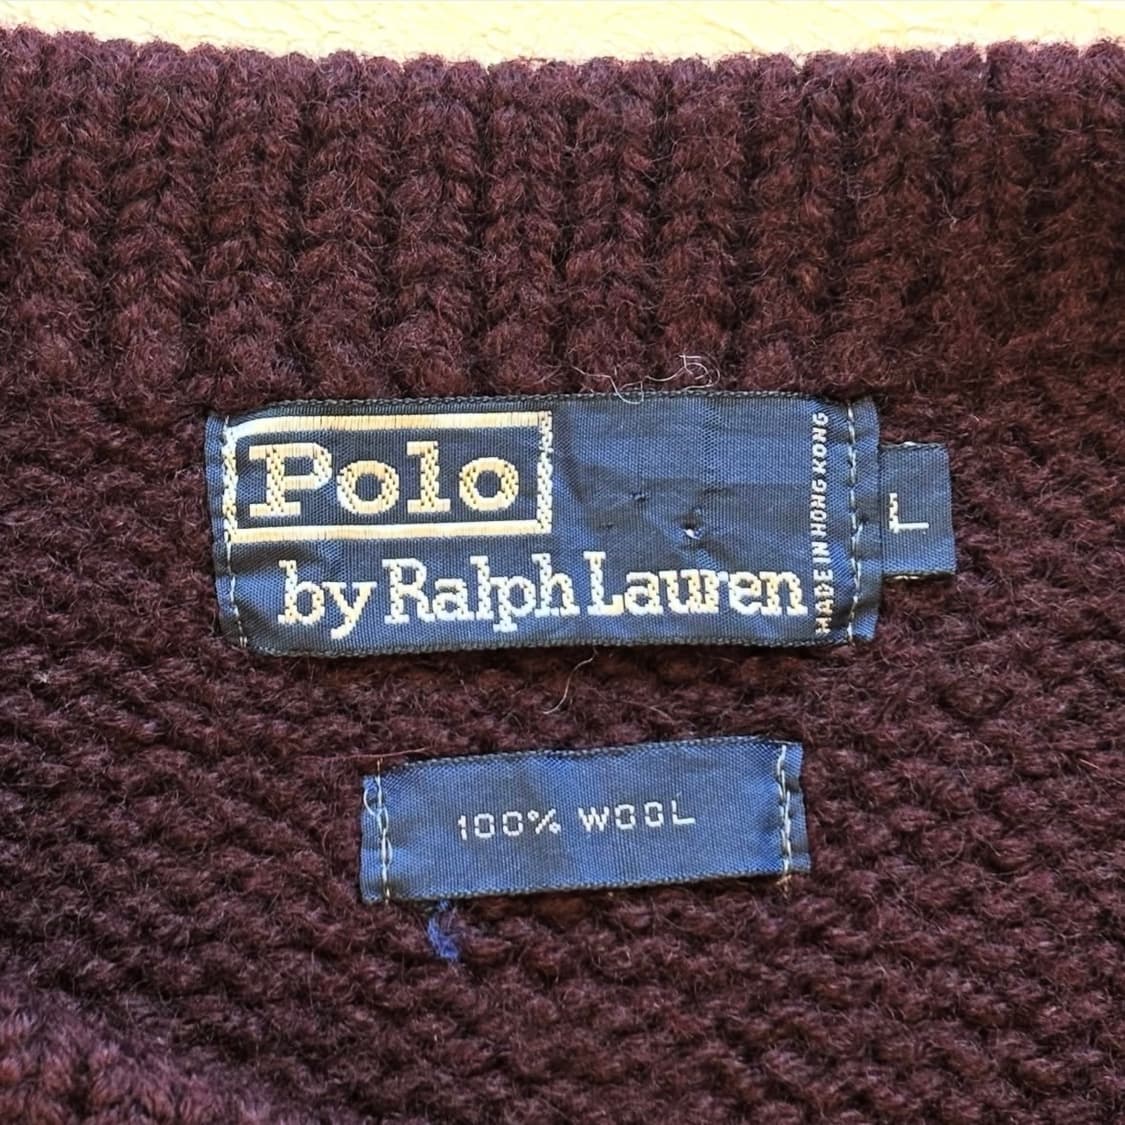 Polo
by Ralph Lauren
MADE IN HONG KONG
L
100% WOOL